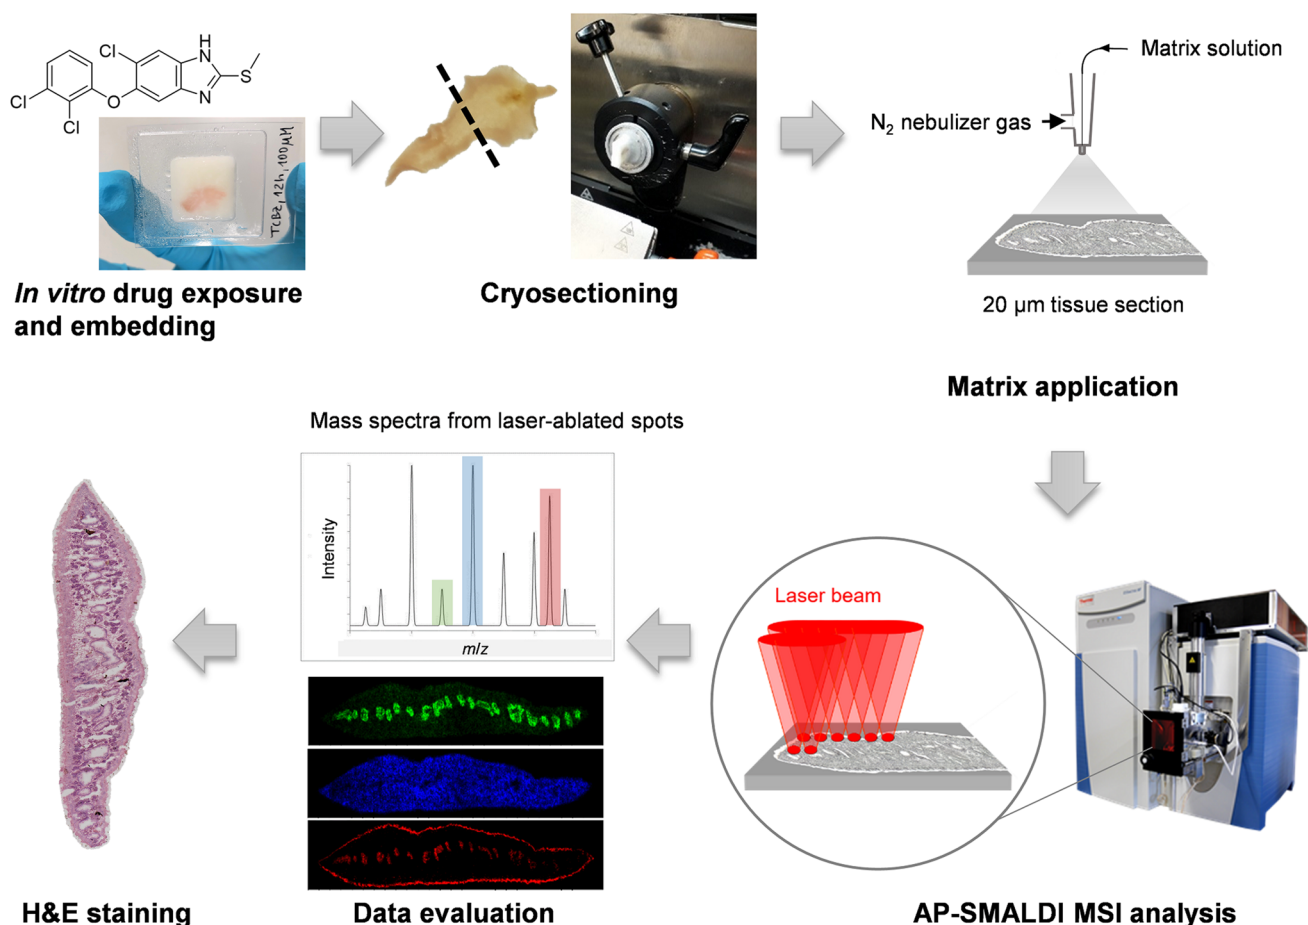 H
N
Cl
S
N
O
Cl
Cl
TCBZ, 12h, 100µM
In vitro drug exposure
and embedding
Cryosectioning
Matrix solution
N₂ nebulizer gas
20 µm tissue section
Matrix application
Mass spectra from laser-ablated spots
Intensity
m/z
Laser beam
H&E staining
Data evaluation
AP-SMALDI MSI analysis